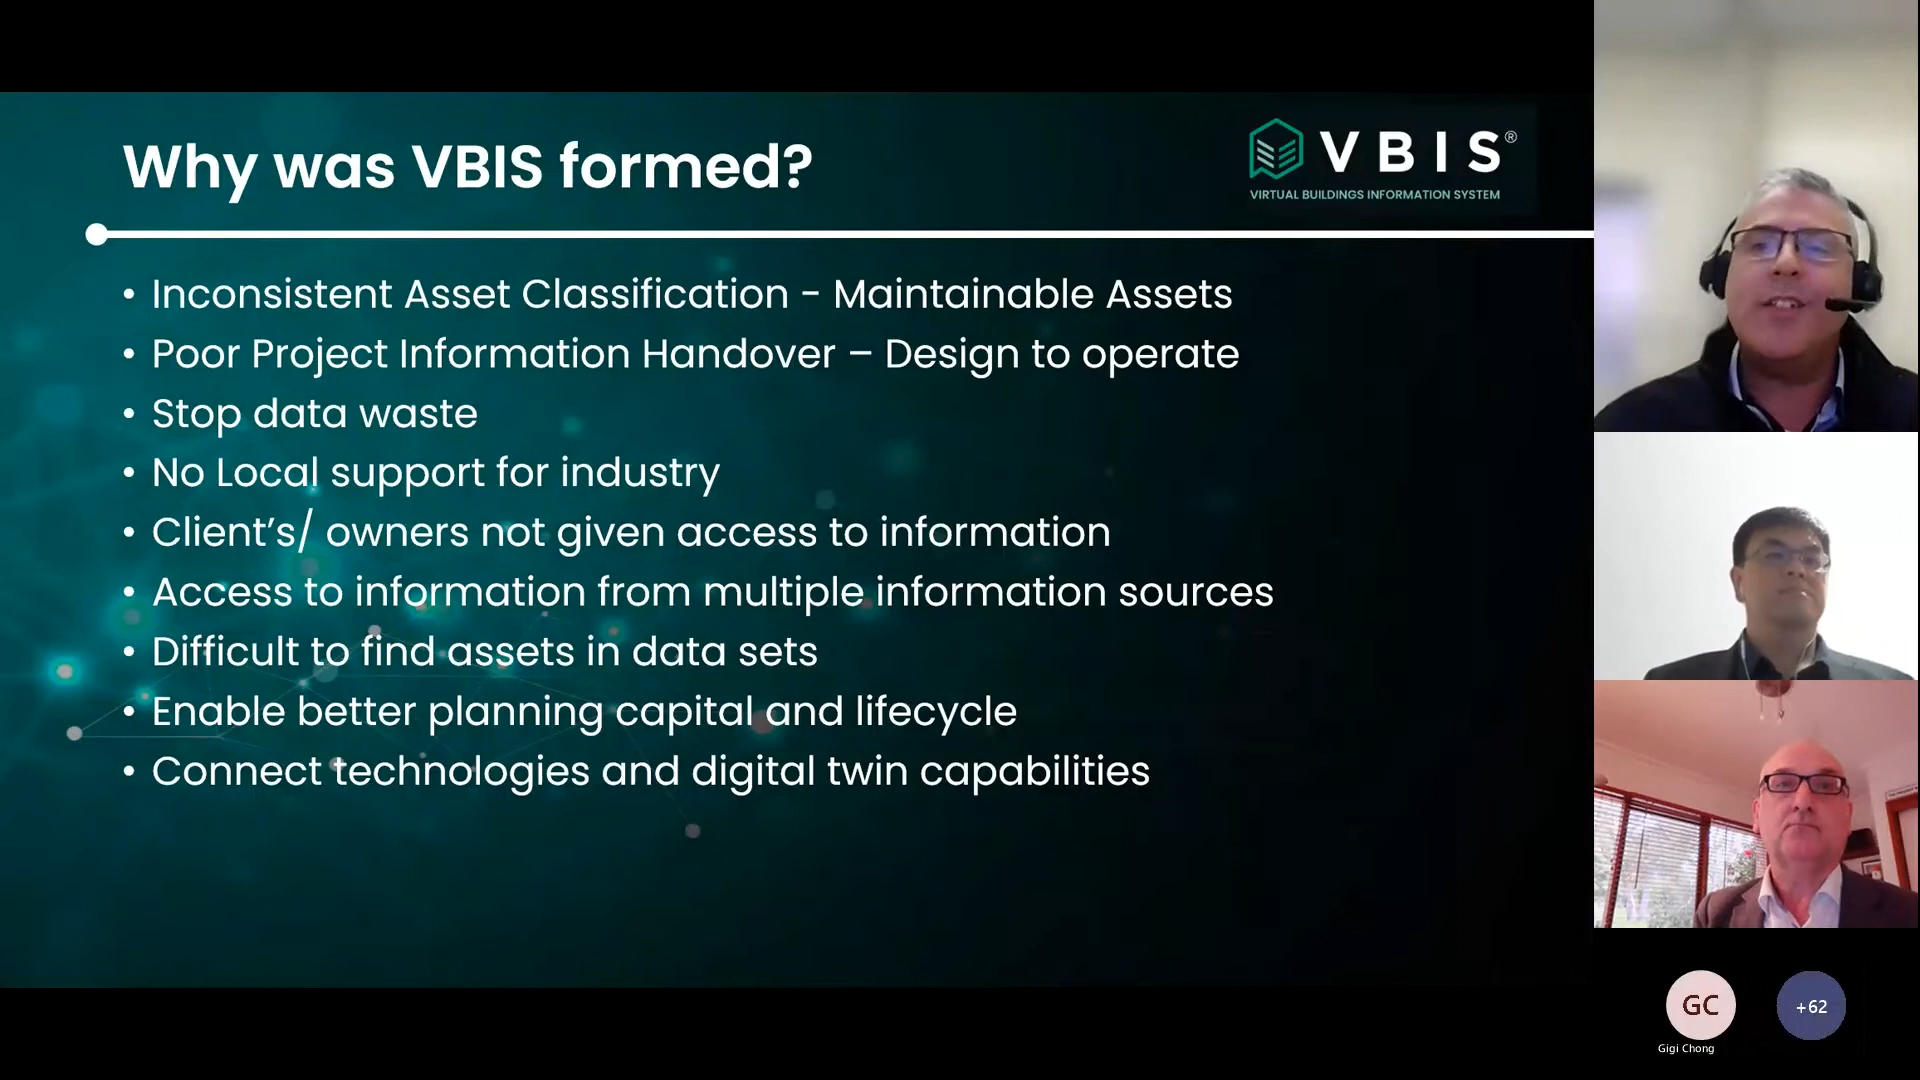 Why was VBIS formed?
VBIS®
VIRTUAL BUILDINGS INFORMATION SYSTEM
• Inconsistent Asset Classification - Maintainable Assets
• Poor Project Information Handover – Design to operate
• Stop data waste
• No Local support for industry
• Client’s/ owners not given access to information
• Access to information from multiple information sources
• Difficult to find assets in data sets
• Enable better planning capital and lifecycle
• Connect technologies and digital twin capabilities
GC
+62
Gigi Chong